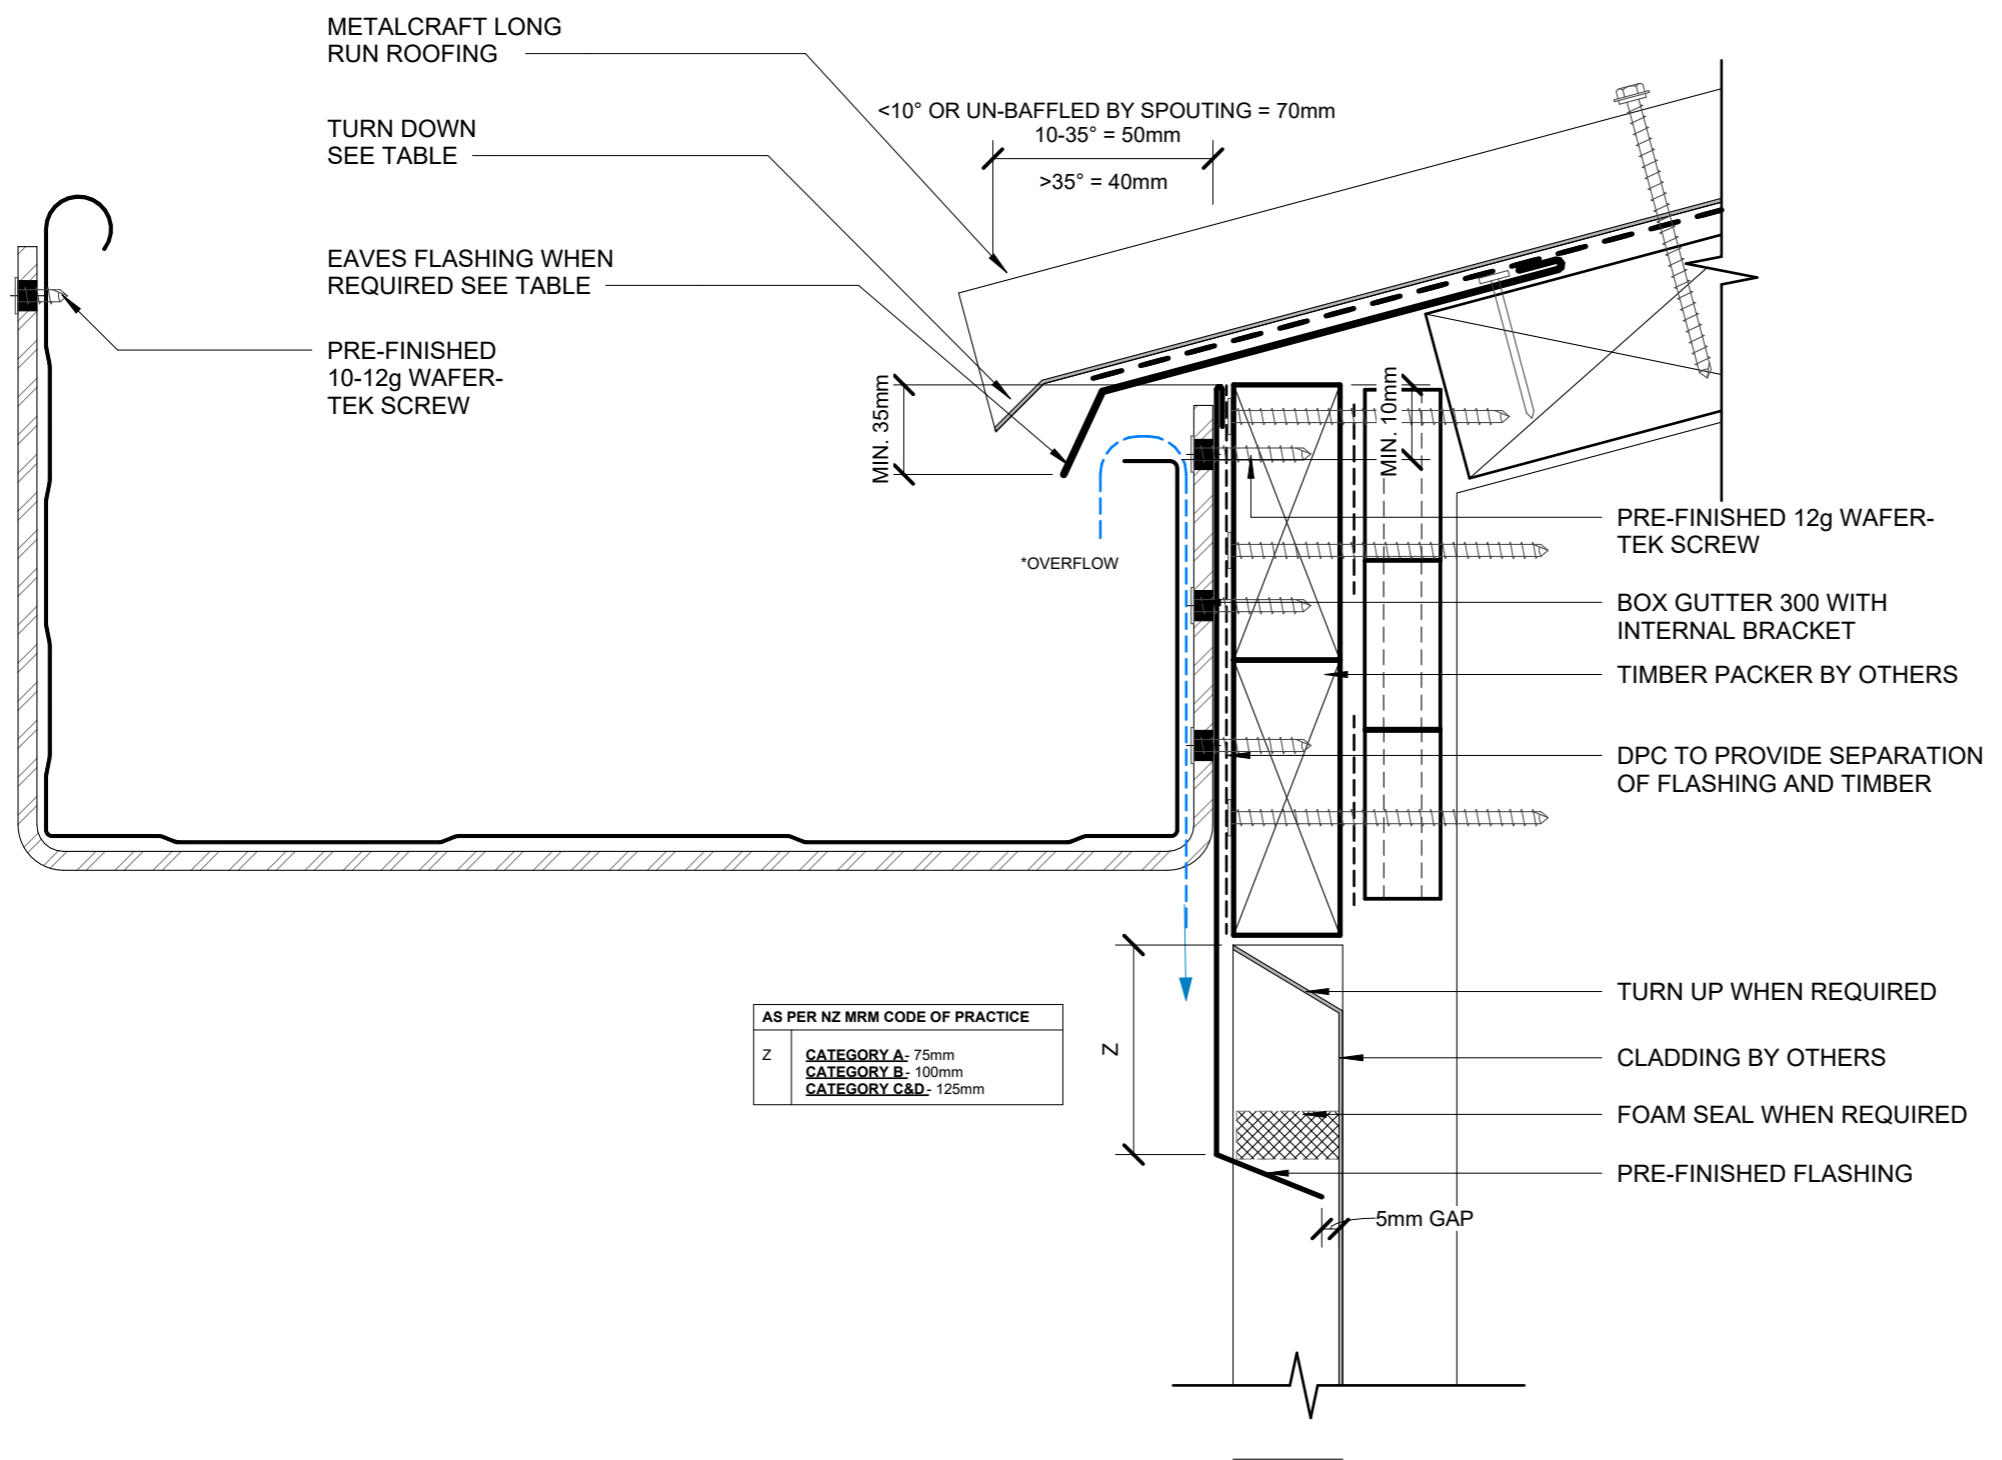 METALCRAFT LONG
RUN ROOFING
<10° OR UN-BAFFLED BY SPOUTING = 70mm
10-35° = 50mm
>35° = 40mm
TURN DOWN
SEE TABLE
EAVES FLASHING WHEN
REQUIRED SEE TABLE
PRE-FINISHED
10-12g WAFER-
TEK SCREW
MIN. 35mm
MIN. 10mm
*OVERFLOW
PRE-FINISHED 12g WAFER-
TEK SCREW
BOX GUTTER 300 WITH
INTERNAL BRACKET
TIMBER PACKER BY OTHERS
DPC TO PROVIDE SEPARATION
OF FLASHING AND TIMBER
TURN UP WHEN REQUIRED
CLADDING BY OTHERS
FOAM SEAL WHEN REQUIRED
PRE-FINISHED FLASHING
5mm GAP
Z
AS PER NZ MRM CODE OF PRACTICE
Z CATEGORY A- 75mm
CATEGORY B- 100mm
CATEGORY C&D- 125mm